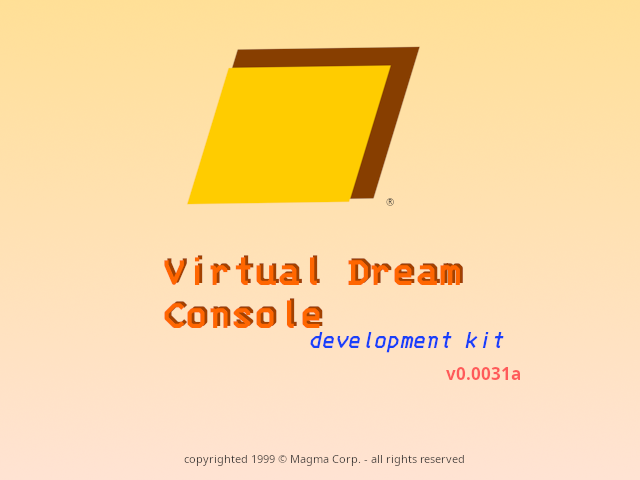 ®
Virtual Dream
Console
development kit
v0.0031a
copyrighted 1999 © Magma Corp. - all rights reserved